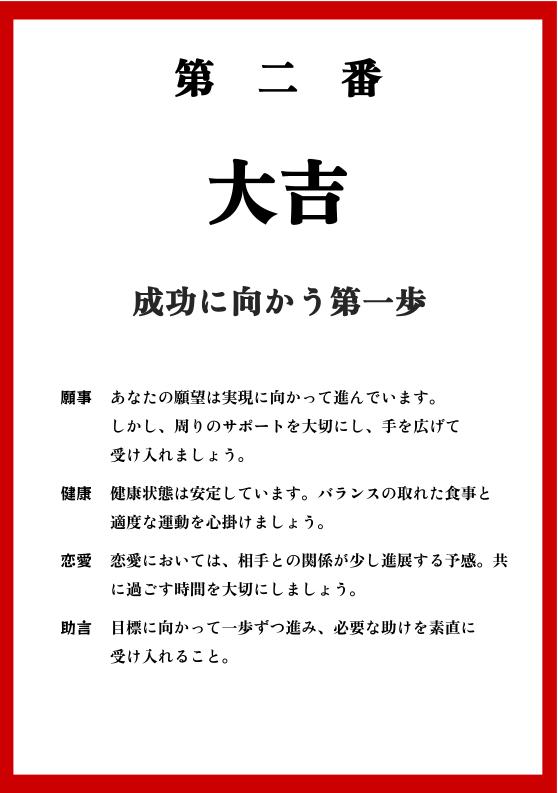 第 二 番
大吉
成功に向かう第一歩
願事 あなたの願望は実現に向かって進んでいます。
しかし、周りのサポートを大切にし、手を広げて
受け入れましょう。
健康 健康状態は安定しています。バランスの取れた食事と
適度な運動を心掛けましょう。
恋愛 恋愛においては、相手との関係が少し進展する予感。共
に過ごす時間を大切にしましょう。
助言 目標に向かって一歩ずつ進み、必要な助けを素直に
受け入れること。